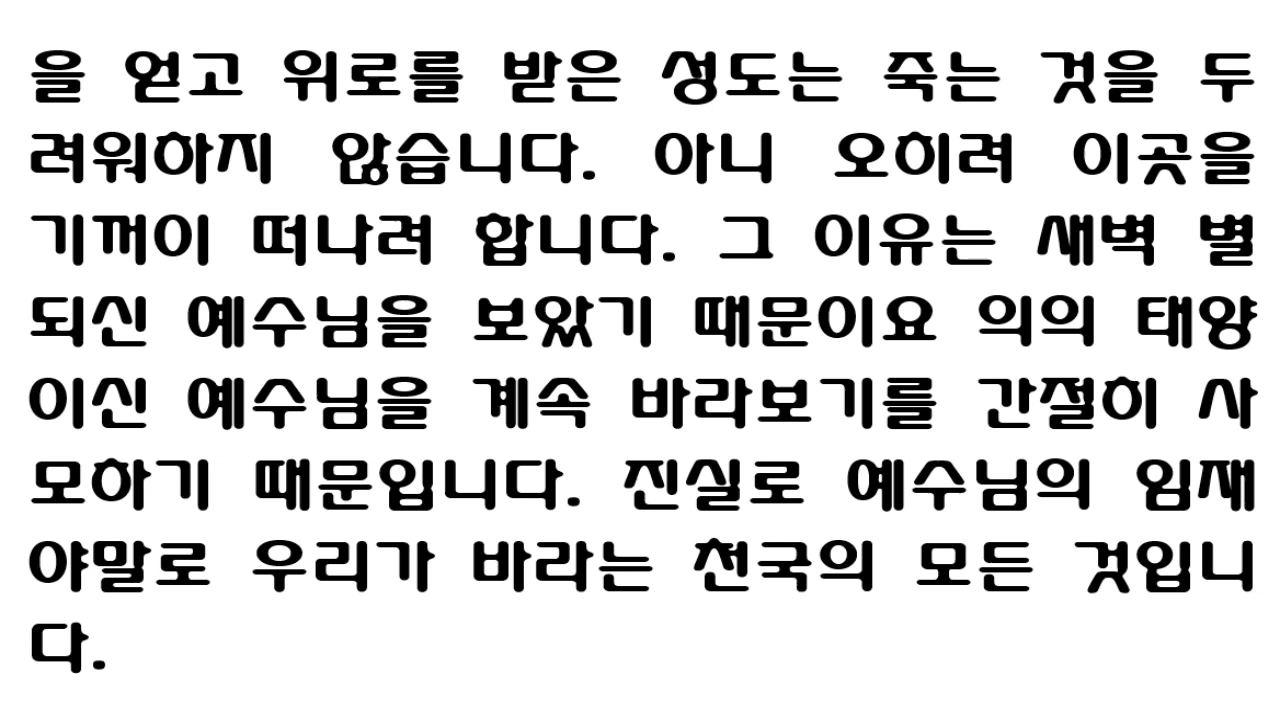 을 얻고 위로를 받은 성도는 죽는 것을 두
려워하지 않습니다. 아니 오히려 이곳을
기꺼이 떠나려 합니다. 그 이유는 새벽 별
되신 예수님을 보았기 때문이요 의의 태양
이신 예수님을 계속 바라보기를 간절히 사
모하기 때문입니다. 진실로 예수님의 임재
야말로 우리가 바라는 천국의 모든 것입니
다.